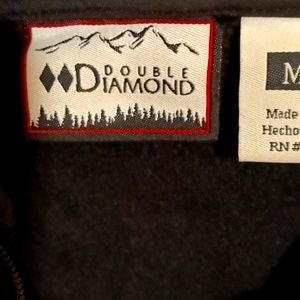 DOUBLE
DIAMOND
M
Made
Hecho
RN #